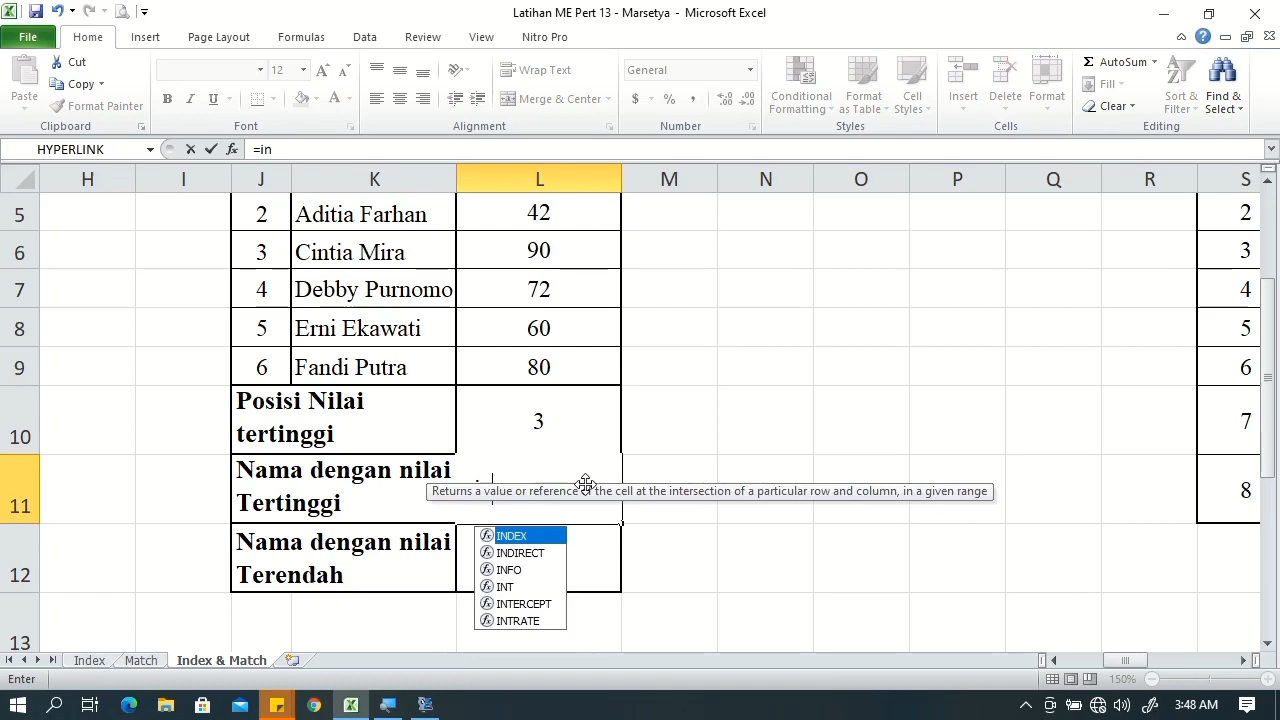 Latihan ME Pert 13 - Marsetya - Microsoft Excel
File Home Insert Page Layout Formulas Data Review View Nitro Pro
Paste
Cut
Copy
Format Painter
Clipboard
12
A A
B I U A
Font
Wrap Text
Merge & Center
Alignment
General
$ % ,
Number
Conditional Formatting
Format as Table
Cell Styles
Styles
Insert Delete Format
Cells
Σ AutoSum
Fill
Clear
Sort & Filter
Find & Select
Editing
HYPERLINK fx =in
H I J K L M N O P Q R S
5 2 Aditia Farhan 42 2
6 3 Cintia Mira 90 3
7 4 Debby Purnomo 72 4
8 5 Erni Ekawati 60 5
9 6 Fandi Putra 80 6
10 Posisi Nilai tertinggi 3 7
11 Nama dengan nilai Tertinggi 8
Returns a value or reference of the cell at the intersection of a particular row and column, in a given range
12 Nama dengan nilai Terendah
INDEX
INDIRECT
INFO
INT
INTERCEPT
INTRATE
13
Index Match Index & Match
Enter 150%
3:48 AM